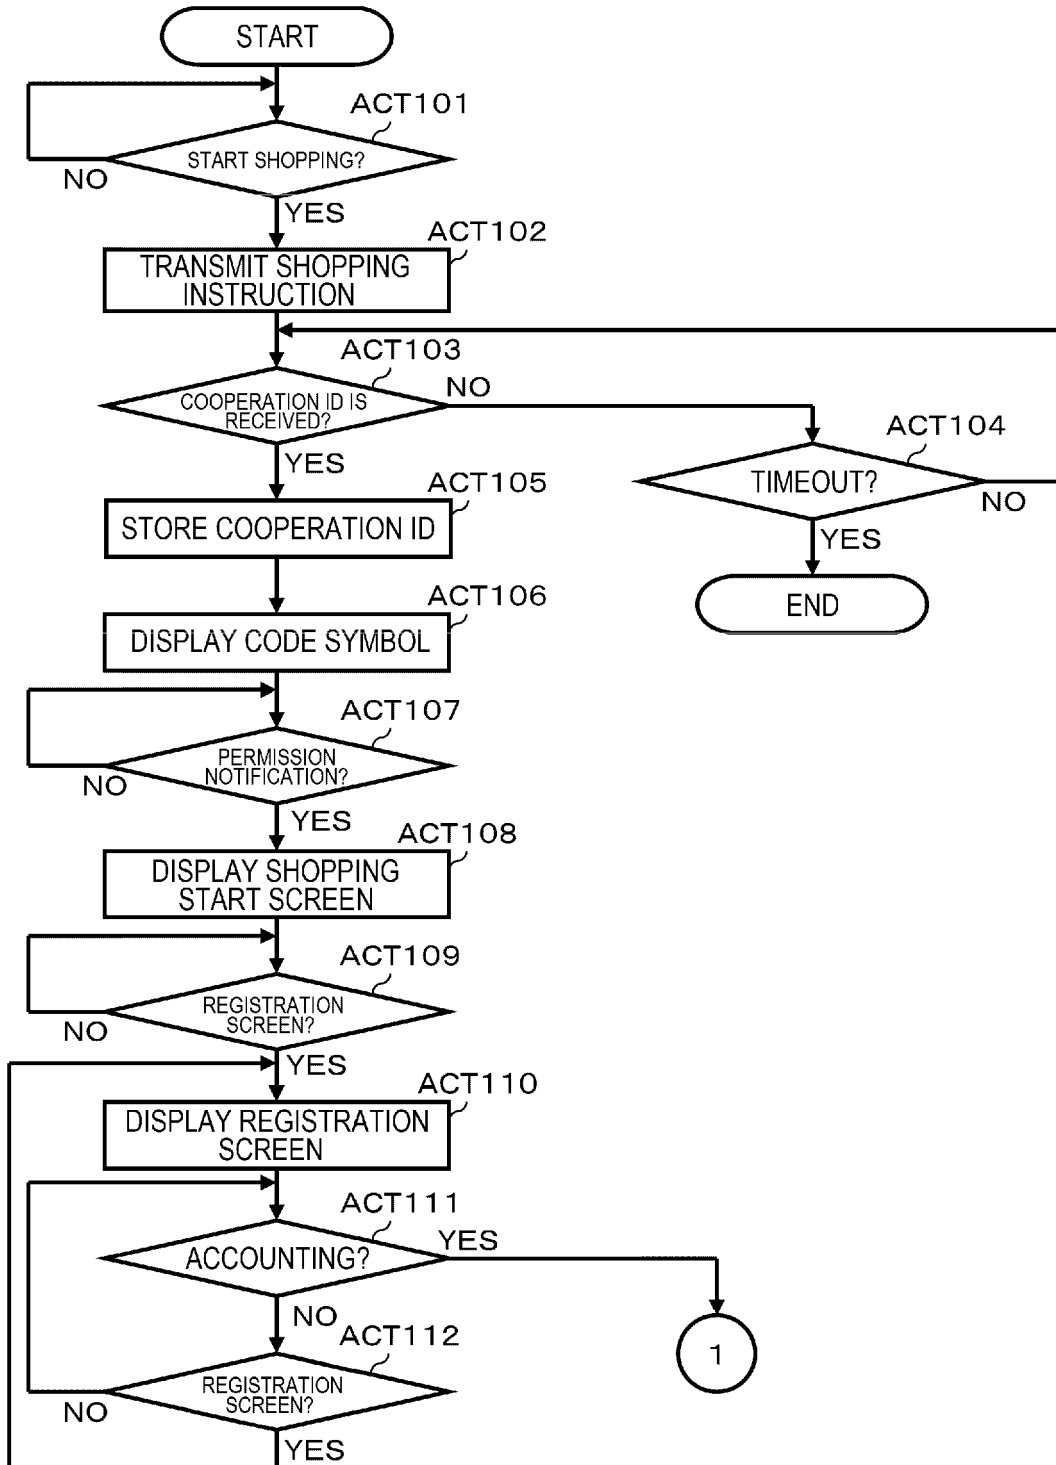 START
ACT101
START SHOPPING?
NO
YES
ACT102
TRANSMIT SHOPPING
INSTRUCTION
ACT103
COOPERATION ID IS
RECEIVED?
NO
YES
ACT104
TIMEOUT?
NO
YES
END
ACT105
STORE COOPERATION ID
ACT106
DISPLAY CODE SYMBOL
ACT107
PERMISSION
NOTIFICATION?
NO
YES
ACT108
DISPLAY SHOPPING
START SCREEN
ACT109
REGISTRATION
SCREEN?
NO
YES
ACT110
DISPLAY REGISTRATION
SCREEN
ACT111
ACCOUNTING?
YES
NO
1
ACT112
REGISTRATION
SCREEN?
NO
YES